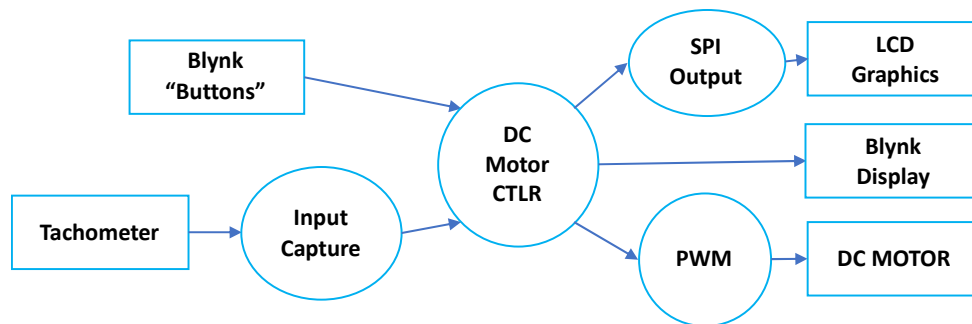 Blynk
“Buttons”
Tachometer
Input
Capture
DC
Motor
CTLR
SPI
Output
LCD
Graphics
Blynk
Display
PWM
DC MOTOR